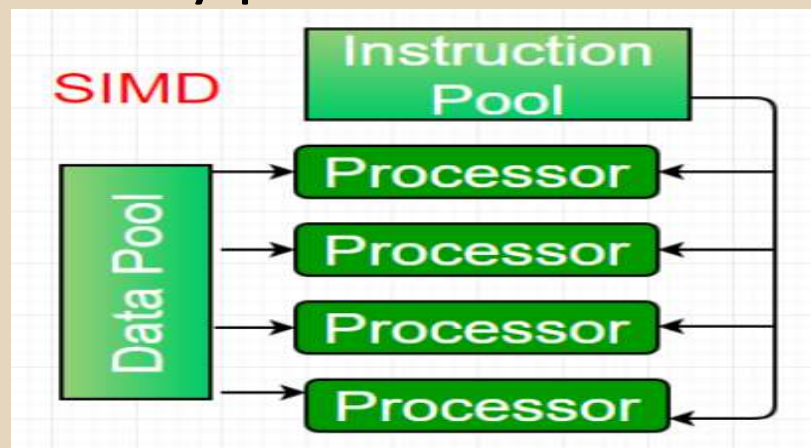 SIMD
Instruction
Pool
Data Pool
Processor
Processor
Processor
Processor